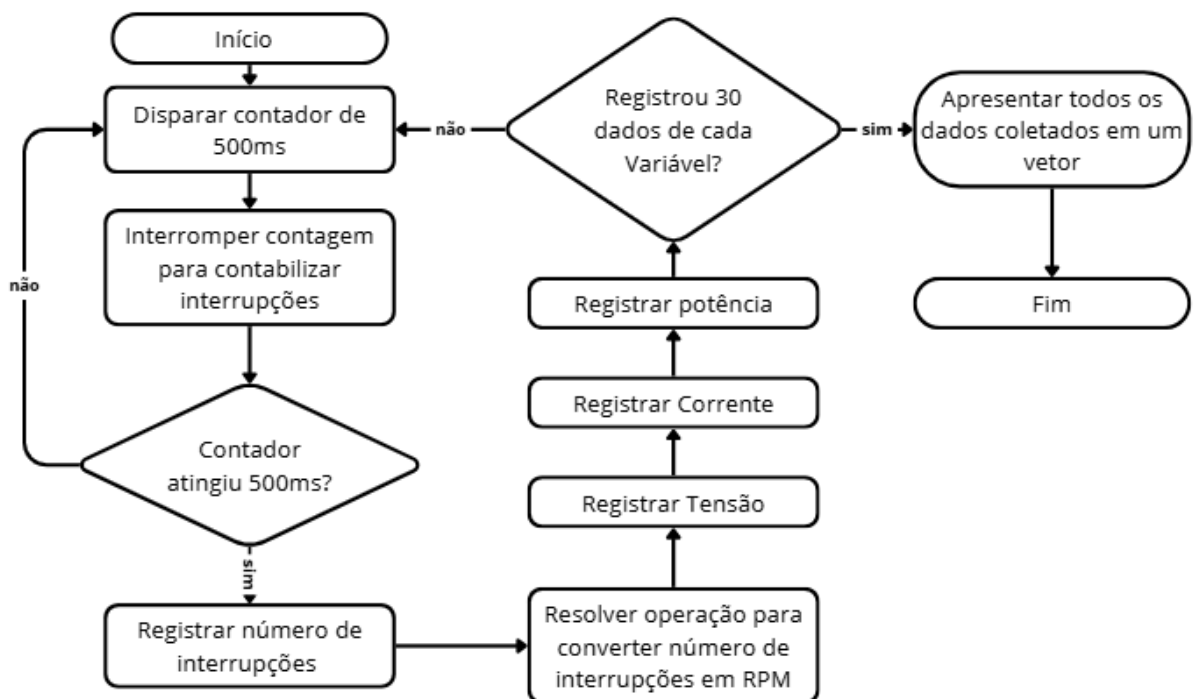 Início
Disparar contador de
500ms
Interromper contagem
para contabilizar
interrupções
não
Contador
atingiu 500ms?
sim
Registrar número de
interrupções
Resolver operação para
converter número de
interrupções em RPM
Registrar Tensão
Registrar Corrente
Registrar potência
Registrou 30
dados de cada
Variável?
não
sim
Apresentar todos os
dados coletados em um
vetor
Fim